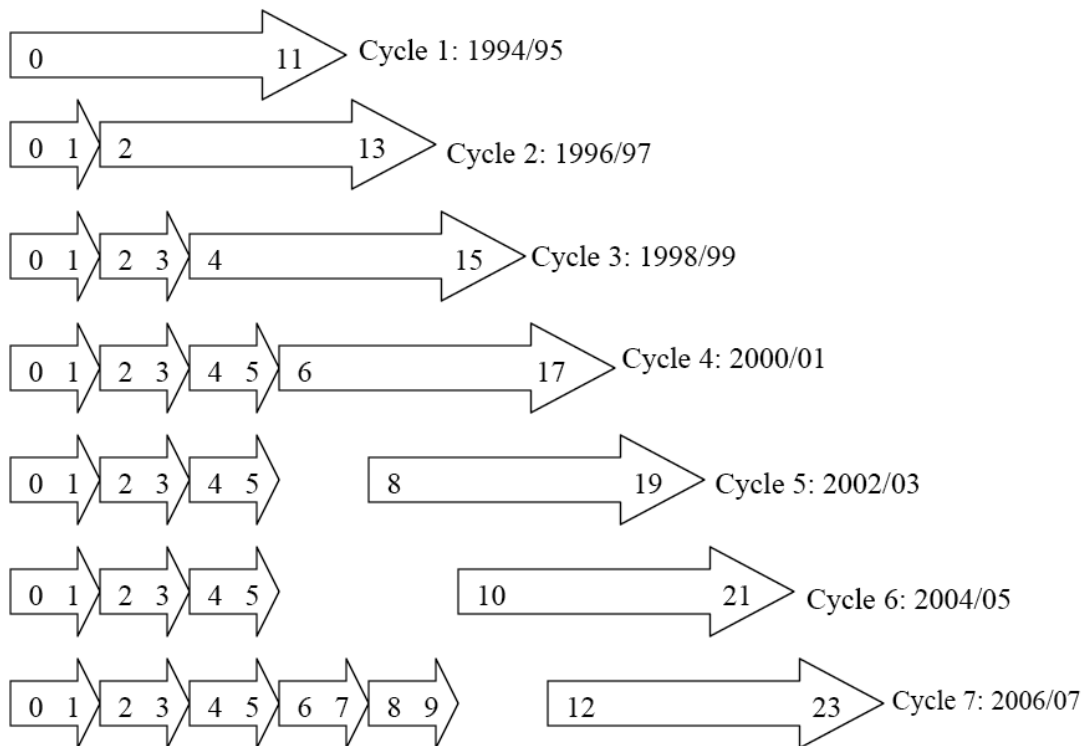 0 11 Cycle 1: 1994/95
0 1 2 13 Cycle 2: 1996/97
0 1 2 3 4 15 Cycle 3: 1998/99
0 1 2 3 4 5 6 17 Cycle 4: 2000/01
0 1 2 3 4 5 8 19 Cycle 5: 2002/03
0 1 2 3 4 5 10 21 Cycle 6: 2004/05
0 1 2 3 4 5 6 7 8 9 12 23 Cycle 7: 2006/07